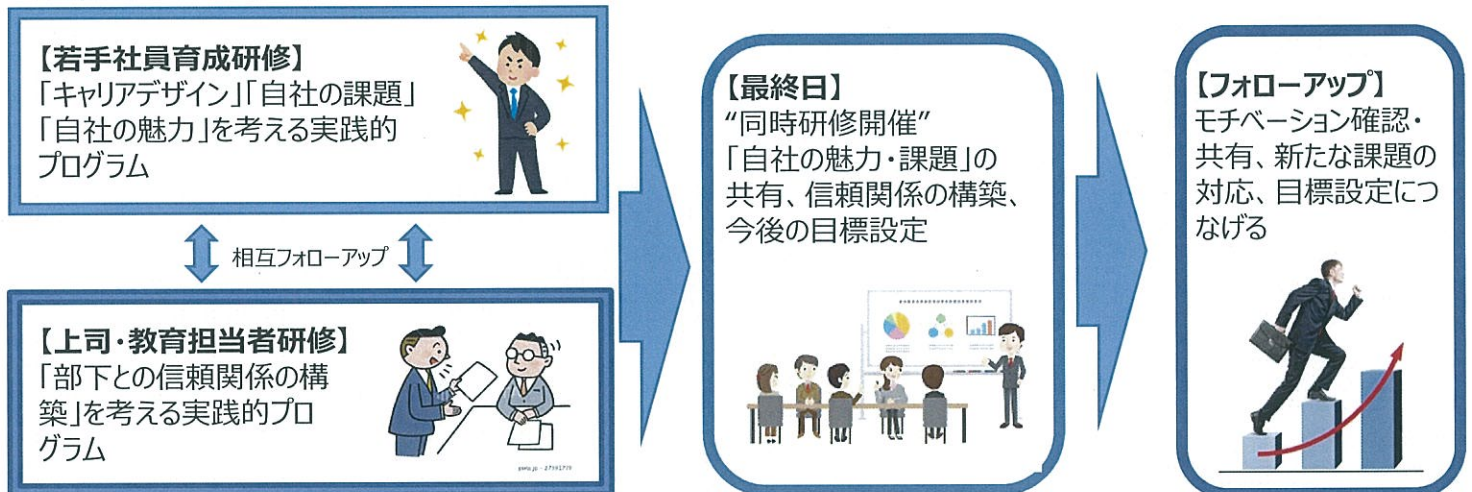 【若手社員育成研修】
「キャリアデザイン」「自社の課題」
「自社の魅力」を考える実践的
プログラム
相互フォローアップ
【上司・教育担当者研修】
「部下との信頼関係の構
築」を考える実践的プロ
グラム
【最終日】
“同時研修開催”
「自社の魅力・課題」の
共有、信頼関係の構築、
今後の目標設定
【フォローアップ】
モチベーション確認・
共有、新たな課題の
対応、目標設定につ
なげる